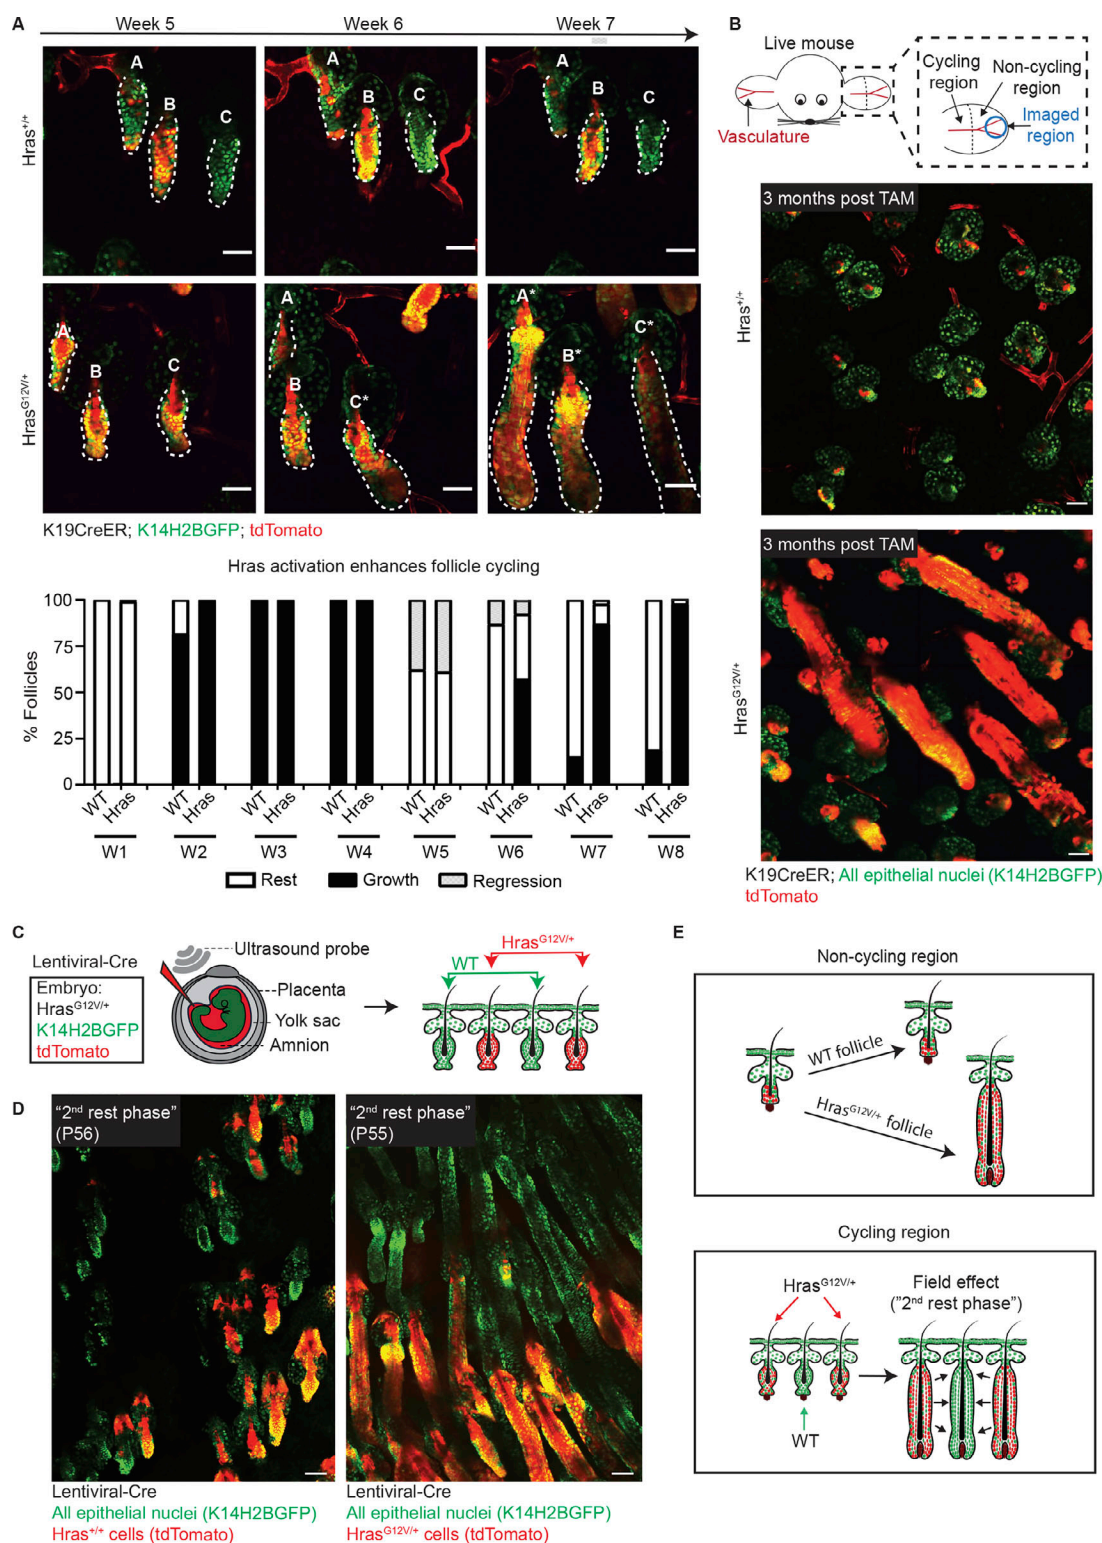 A
Week 5
Week 6
Week 7
Hras+/+
A
B
C
A
B
C
A
B
C
HrasG12V/+
A
B
C
A
B
C*
A*
B*
C*
K19CreER; K14H2BGFP; tdTomato
Hras activation enhances follicle cycling
% Follicles
100
75
50
25
0
WT Hras WT Hras WT Hras WT Hras WT Hras WT Hras WT Hras WT Hras
W1 W2 W3 W4 W5 W6 W7 W8
Rest Growth Regression
B
Live mouse
Vasculature
Cycling region
Non-cycling region
Imaged region
Hras+/+
3 months post TAM
HrasG12V/+
3 months post TAM
K19CreER; All epithelial nuclei (K14H2BGFP)
tdTomato
C
Lentiviral-Cre
Embryo:
HrasG12V/+
K14H2BGFP
tdTomato
Ultrasound probe
Placenta
Yolk sac
Amnion
HrasG12V/+
WT
D
"2nd rest phase"
(P56)
"2nd rest phase"
(P55)
Lentiviral-Cre
All epithelial nuclei (K14H2BGFP)
Hras+/+ cells (tdTomato)
Lentiviral-Cre
All epithelial nuclei (K14H2BGFP)
HrasG12V/+ cells (tdTomato)
E
Non-cycling region
WT follicle
HrasG12V/+ follicle
Cycling region
HrasG12V/+
Field effect
("2nd rest phase")
WT